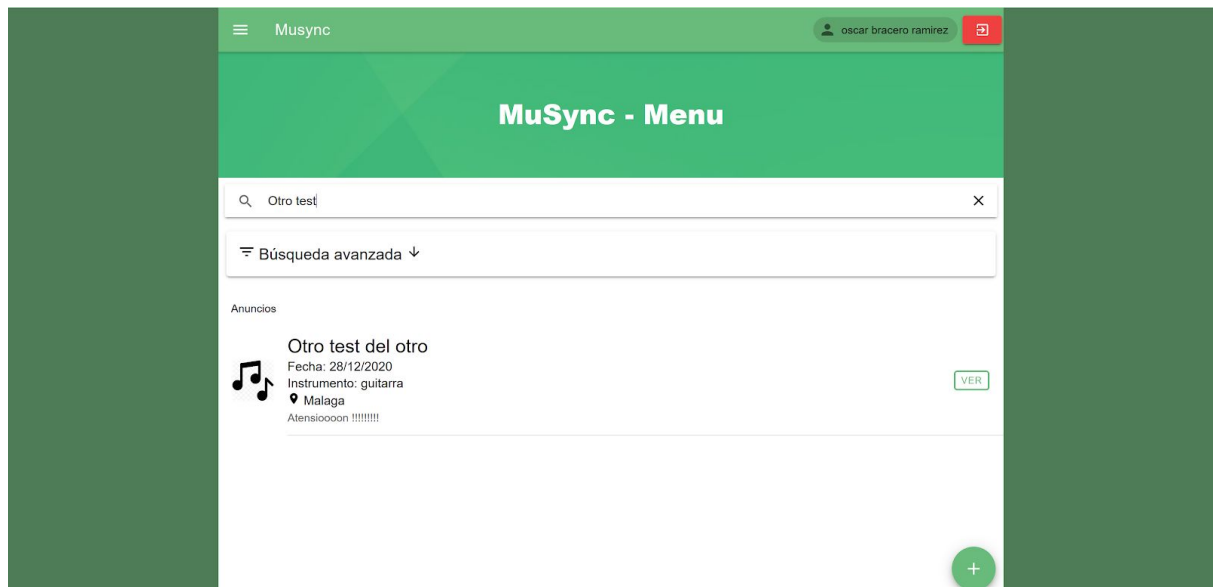 Musync
oscar bracero ramirez
MuSync - Menu
Otro test
Búsqueda avanzada
Anuncios
Otro test del otro
Fecha: 28/12/2020
Instrumento: guitarra
Malaga
VER
Atensioooon !!!!!!!!!